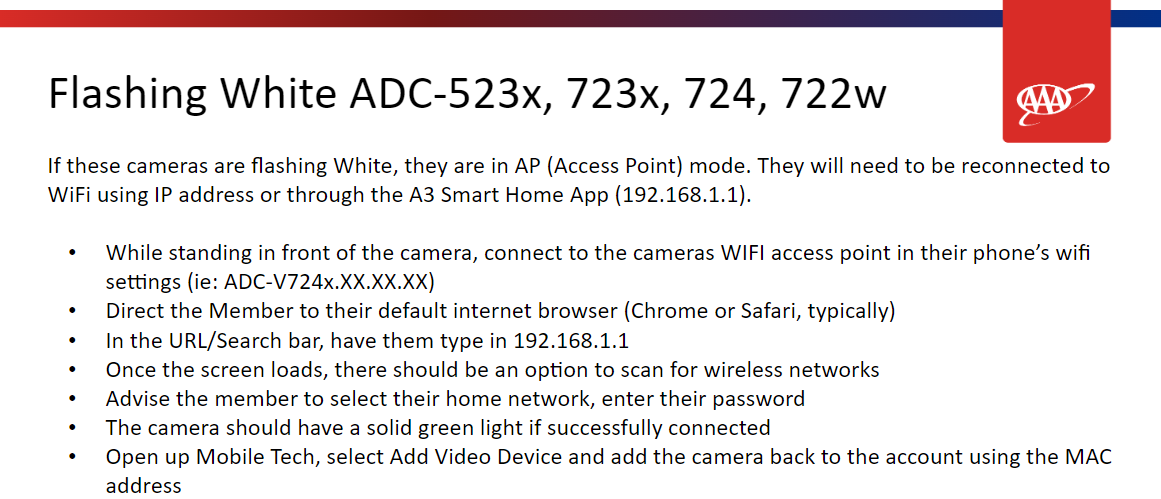 Flashing White ADC-523x, 723x, 724, 722w
AAA
If these cameras are flashing White, they are in AP (Access Point) mode. They will need to be reconnected to
WiFi using IP address or through the A3 Smart Home App (192.168.1.1).
• While standing in front of the camera, connect to the cameras WIFI access point in their phone’s wifi
settings (ie: ADC-V724x.XX.XX.XX)
• Direct the Member to their default internet browser (Chrome or Safari, typically)
• In the URL/Search bar, have them type in 192.168.1.1
• Once the screen loads, there should be an option to scan for wireless networks
• Advise the member to select their home network, enter their password
• The camera should have a solid green light if successfully connected
• Open up Mobile Tech, select Add Video Device and add the camera back to the account using the MAC
address